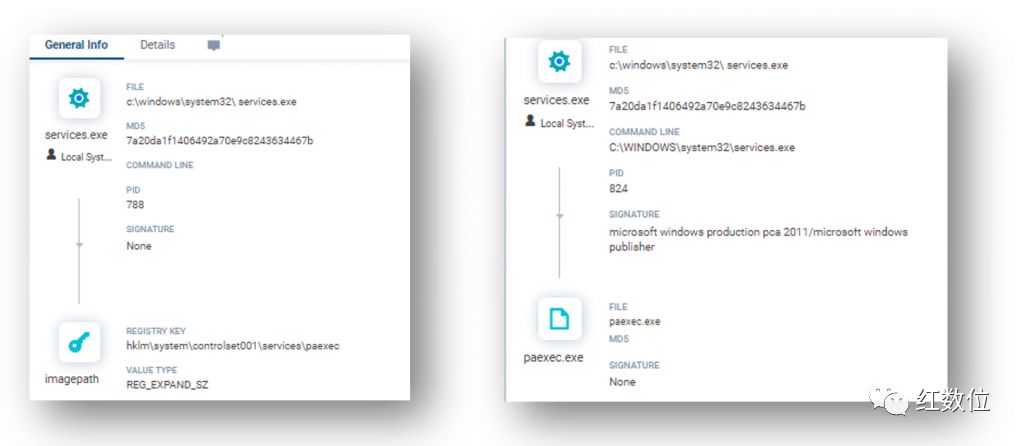 General Info Details
FILE
c:\windows\system32\ services.exe
services.exe
MD5
7a20da1f1406492a70e9c8243634467b
Local Syst...
COMMAND LINE
PID
788
SIGNATURE
None
REGISTRY KEY
hklm\system\controlset001\services\paexec
imagepath
VALUE TYPE
REG_EXPAND_SZ
FILE
c:\windows\system32\ services.exe
services.exe
MD5
7a20da1f1406492a70e9c8243634467b
Local Syst...
COMMAND LINE
C:\WINDOWS\system32\services.exe
PID
824
SIGNATURE
microsoft windows production pca 2011/microsoft windows
publisher
FILE
paexec.exe
MD5
paexec.exe
SIGNATURE
None
红数位